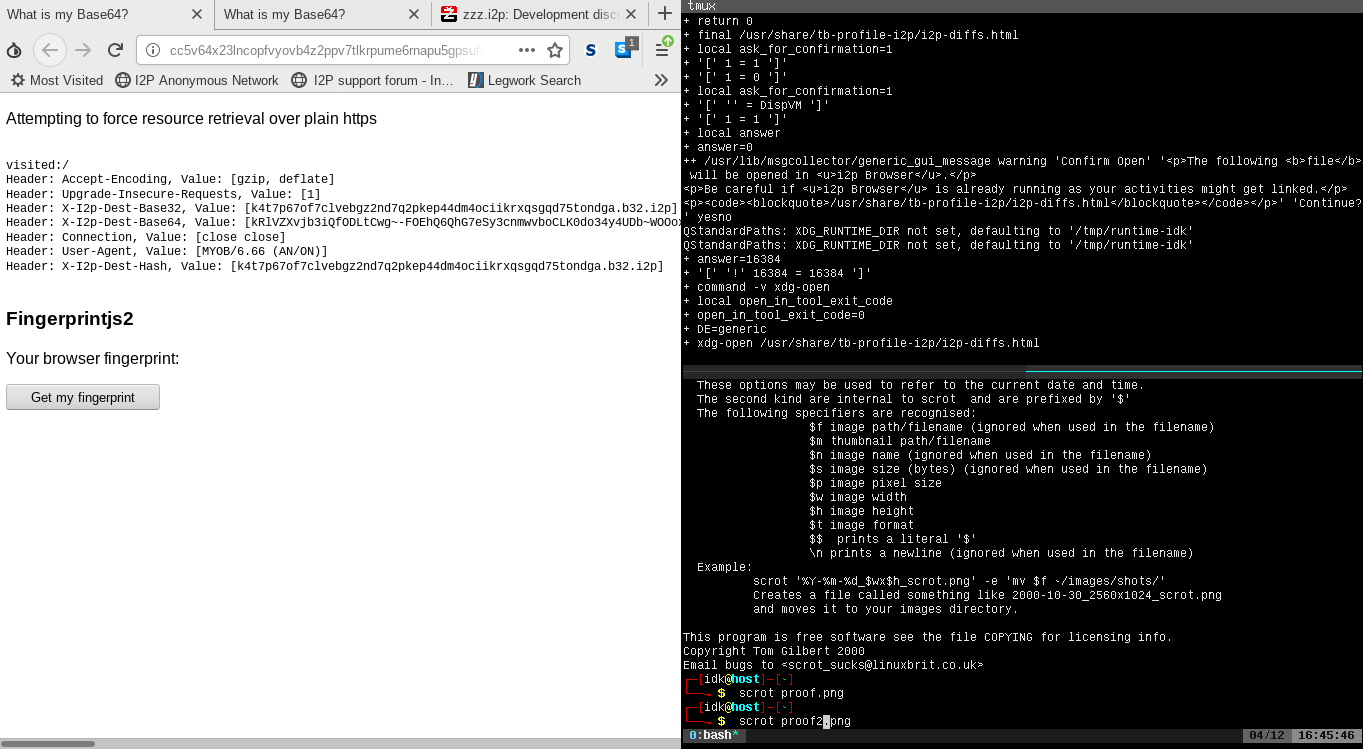 What is my Base64?
What is my Base64?
zzz.i2p: Development disc
cc5v64x23lncopfvyovb4z2ppv7tlkrpume6rnapu5gpsu
S
S 1
Most Visited I2P Anonymous Network I2P support forum - In… Legwork Search
Attempting to force resource retrieval over plain https
visited:/
Header: Accept-Encoding, Value: [gzip, deflate]
Header: Upgrade-Insecure-Requests, Value: [1]
Header: X-I2p-Dest-Base32, Value: [k4t7p67of7clvebgz2nd7q2pkep44dm4ociikrxqsgqd75tondga.b32.i2p]
Header: X-I2p-Dest-Base64, Value: [kRlVZXvjb3iQfODLtCwg~-FOEhQ6QhG7eSy3cnmwvboCLK0do34y4UDb~WOOo
Header: Connection, Value: [close close]
Header: User-Agent, Value: [MYOB/6.66 (AN/ON)]
Header: X-I2p-Dest-Hash, Value: [k4t7p67of7clvebgz2nd7q2pkep44dm4ociikrxqsgqd75tondga.b32.i2p]
Fingerprintjs2
Your browser fingerprint:
Get my fingerprint
tmux
+ return 0
+ final /usr/share/tb-profile-i2p/i2p-diffs.html
+ local ask_for_confirmation=1
+ '[' 1 = 1 ']'
+ '[' 1 = 0 ']'
+ local ask_for_confirmation=1
+ '[' '' = DispVM ']'
+ '[' 1 = 1 ']'
+ local answer
+ answer=0
++ /usr/lib/msgcollector/generic_gui_message warning 'Confirm Open' '<p>The following <b>file</b>
will be opened in <u>i2p Browser</u>.</p>
<p>Be careful if <u>i2p Browser</u> is already running as your activities might get linked.</p>
<p><code><blockquote>/usr/share/tb-profile-i2p/i2p-diffs.html</blockquote></code></p>' 'Continue?
' yesno
QStandardPaths: XDG_RUNTIME_DIR not set, defaulting to '/tmp/runtime-idk'
QStandardPaths: XDG_RUNTIME_DIR not set, defaulting to '/tmp/runtime-idk'
+ answer=16384
+ '[' '!' 16384 = 16384 ']'
+ command -v xdg-open
+ local open_in_tool_exit_code
+ open_in_tool_exit_code=0
+ DE=generic
+ xdg-open /usr/share/tb-profile-i2p/i2p-diffs.html
These options may be used to refer to the current date and time.
The second kind are internal to scrot  and are prefixed by '$'
The following specifiers are recognised:
$f image path/filename (ignored when used in the filename)
$m thumbnail path/filename
$n image name (ignored when used in the filename)
$s image size (bytes) (ignored when used in the filename)
$p image pixel size
$w image width
$h image height
$t image format
$$  prints a literal '$'
\n prints a newline (ignored when used in the filename)
Example:
scrot '%Y-%m-%d_$wx$h_scrot.png' -e 'mv $f ~/images/shots/'
Creates a file called something like 2000-10-30_2560x1024_scrot.png
and moves it to your images directory.
This program is free software see the file COPYING for licensing info.
Copyright Tom Gilbert 2000
Email bugs to <scrot_sucks@linuxbrit.co.uk>
[idk@host]-[~]
$ scrot proof.png
[idk@host]-[~]
$ scrot proof2.png
0:bash* 04/12 16:45:46